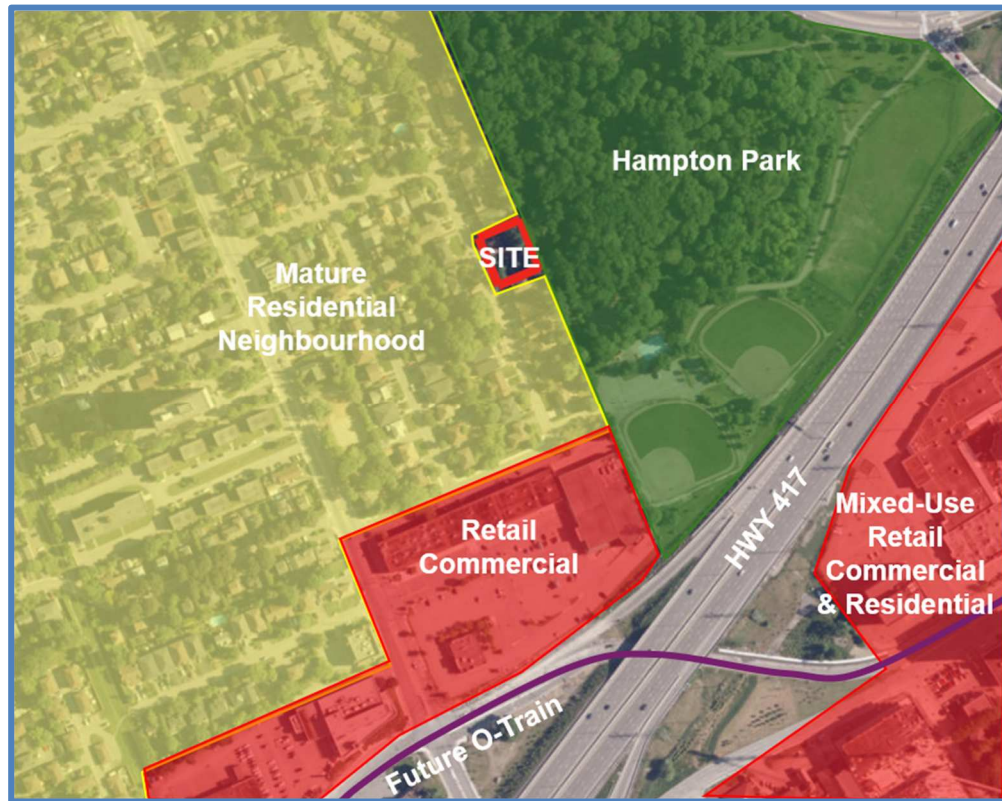 Hampton Park
SITE
Mature
Residential
Neighbourhood
Retail
Commercial
HWY 417
Mixed-Use
Retail
Commercial
& Residential
Future O-Train